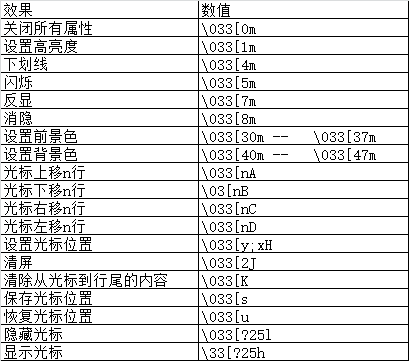 效果 数值
关闭所有属性 \033[0m
设置高亮度 \033[1m
下划线 \033[4m
闪烁 \033[5m
反显 \033[7m
消隐 \033[8m
设置前景色 \033[30m -- \033[37m
设置背景色 \033[40m -- \033[47m
光标上移n行 \033[nA
光标下移n行 \03[nB
光标右移n行 \033[nC
光标左移n行 \033[nD
设置光标位置 \033[y;xH
清屏 \033[2J
清除从光标到行尾的内容 \033[K
保存光标位置 \033[s
恢复光标位置 \033[u
隐藏光标 \033[?25l
显示光标 \33[?25h